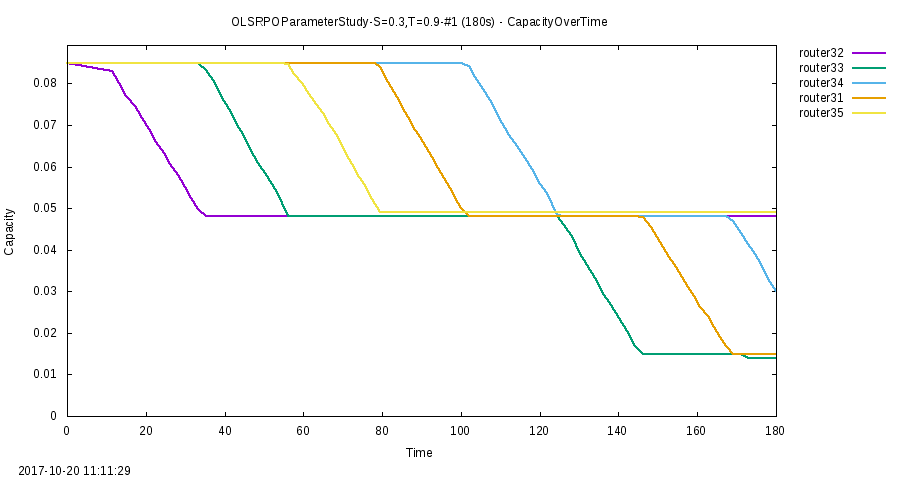 OLSRPOParameterStudy-S=0.3,T=0.9-#1 (180s) - CapacityOverTime
router32
router33
router34
router31
router35
0.08
0.07
0.06
0.05
0.04
0.03
0.02
0.01
0
Capacity
0 20 40 60 80 100 120 140 160 180
Time
2017-10-20 11:11:29